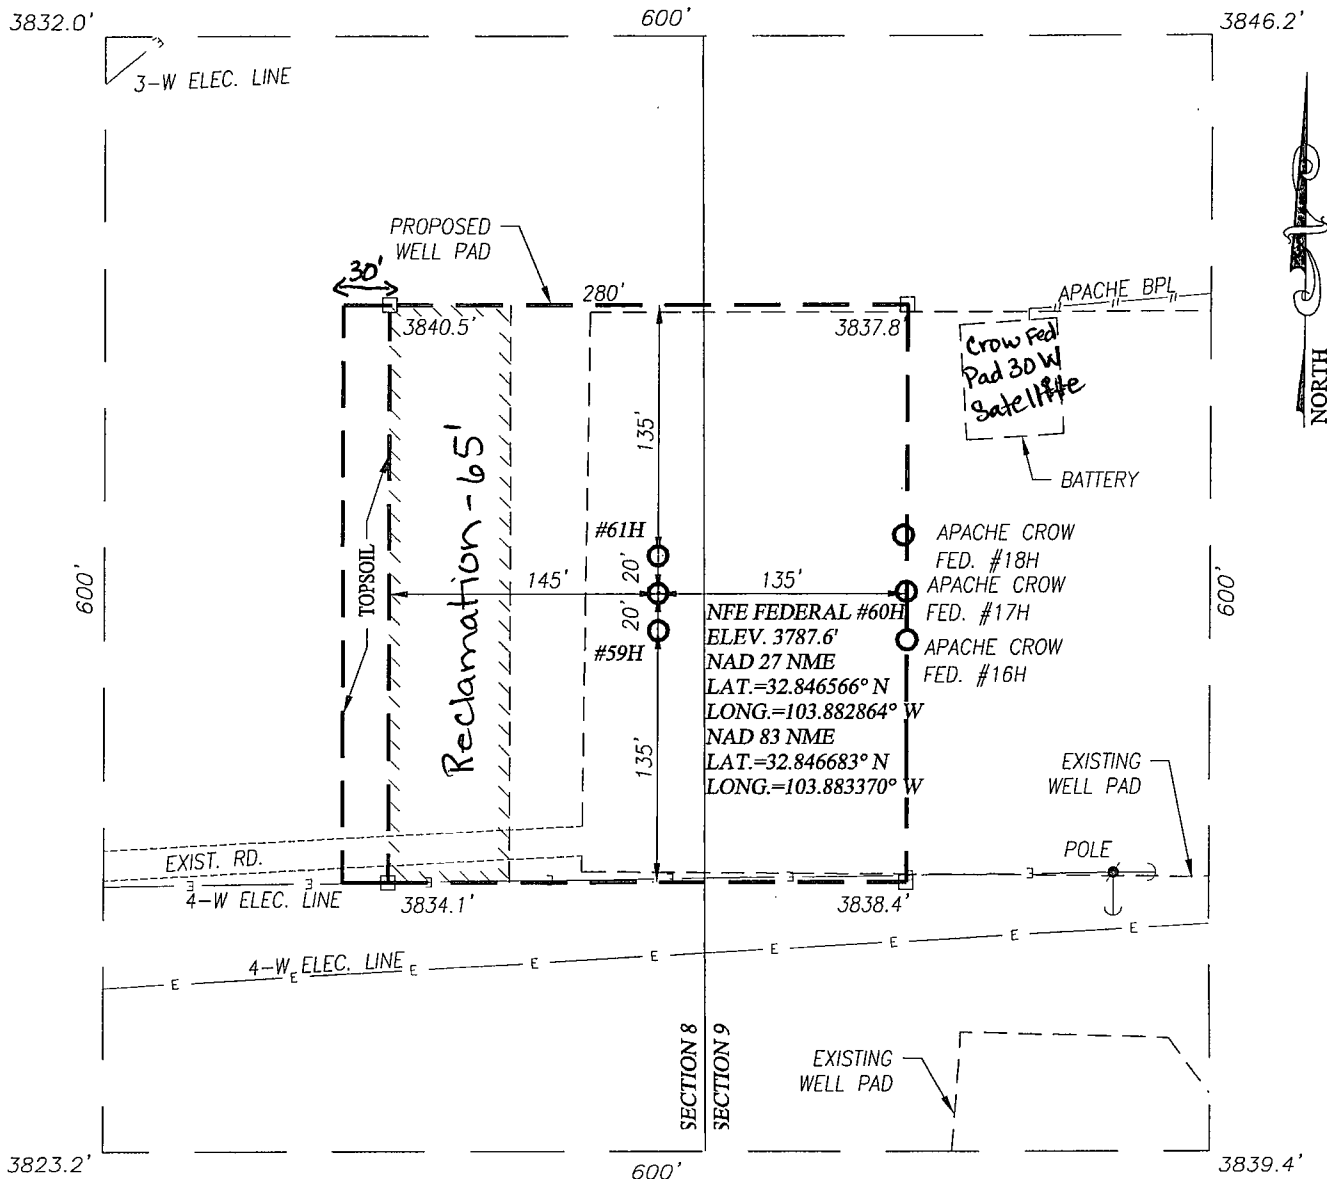 3832.0'
600'
3846.2'
3-W ELEC. LINE
PROPOSED
WELL PAD
30'
280'
APACHE BPL
3840.5'
3837.8'
Crow Fed
Pad 30 W
Satellite
NORTH
135'
Reclamation-65'
BATTERY
#61H
APACHE CROW
FED. #18H
20'
600'
TOPSOIL
145'
135'
APACHE CROW
FED. #17H
600'
20'
NFE FEDERAL #60H
ELEV. 3787.6'
NAD 27 NME
LAT.=32.846566° N
LONG.=103.882864° W
NAD 83 NME
LAT.=32.846683° N
LONG.=103.883370° W
#59H
APACHE CROW
FED. #16H
135'
EXISTING
WELL PAD
EXIST. RD.
POLE
4-W ELEC. LINE
3834.1'
3838.4'
4-W ELEC. LINE
E E E E E E E E E
SECTION 8
SECTION 9
EXISTING
WELL PAD
3823.2'
600'
3839.4'